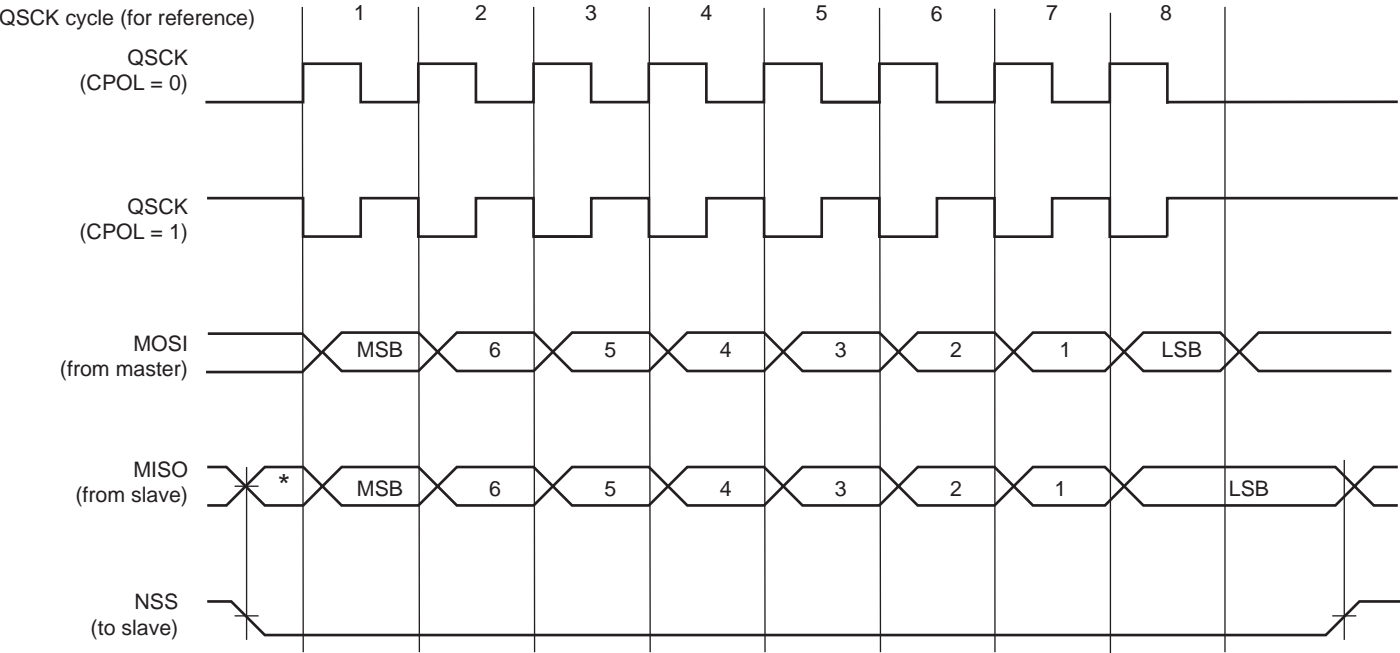 QSCK cycle (for reference) 1 2 3 4 5 6 7 8
QSCK
(CPOL = 0)
QSCK
(CPOL = 1)
MOSI
(from master)
MSB 6 5 4 3 2 1 LSB
MISO
(from slave)
* MSB 6 5 4 3 2 1 LSB
NSS
(to slave)